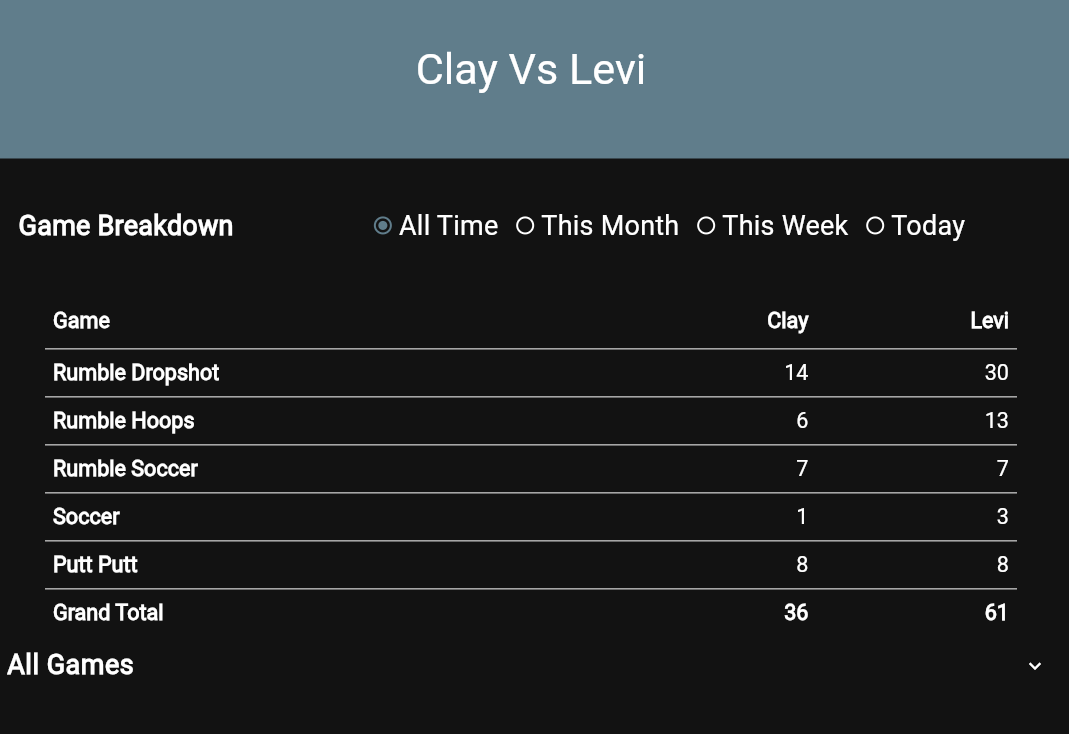 Clay Vs Levi
Game Breakdown All Time This Month This Week Today
Game Clay Levi
Rumble Dropshot 14 30
Rumble Hoops 6 13
Rumble Soccer 7 7
Soccer 1 3
Putt Putt 8 8
Grand Total 36 61
All Games